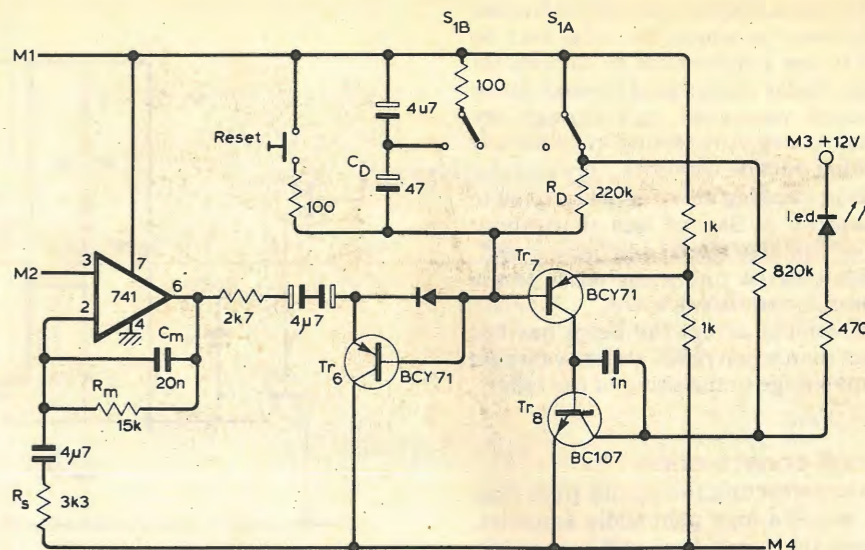 S1B
S1A
M1
100
4u7
Reset
CD
47
RD
220k
M3 +12V
l.e.d.
100
1k
M2
3
7
741
6
2
14
2k7
4µ7
Tr7
BCY71
820k
Cm
20n
Tr6
BCY71
1k
470
Rm
15k
1n
Tr8
BC107
4µ7
Rs
3k3
M4